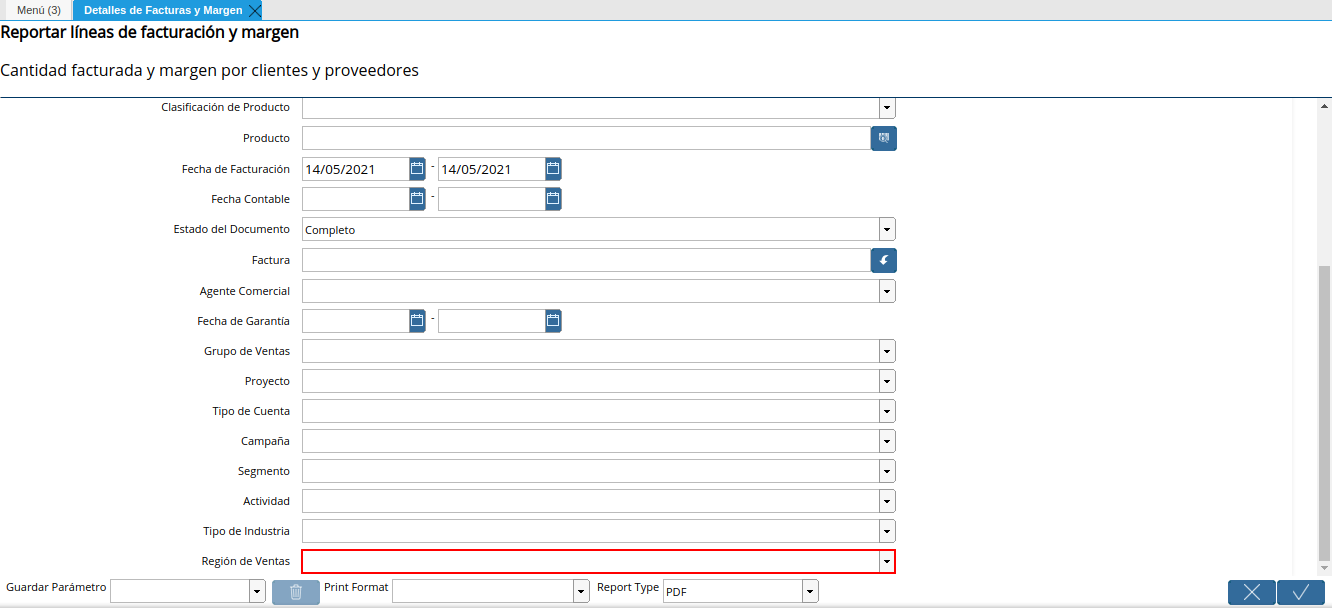 Menú (3) Detalles de Facturas y Margen
Reportar líneas de facturación y margen
Cantidad facturada y margen por clientes y proveedores
Clasificación de Producto
Producto
Fecha de Facturación 14/05/2021 - 14/05/2021
Fecha Contable -
Estado del Documento Completo
Factura
Agente Comercial
Fecha de Garantía -
Grupo de Ventas
Proyecto
Tipo de Cuenta
Campaña
Segmento
Actividad
Tipo de Industria
Región de Ventas
Guardar Parámetro Print Format Report Type PDF